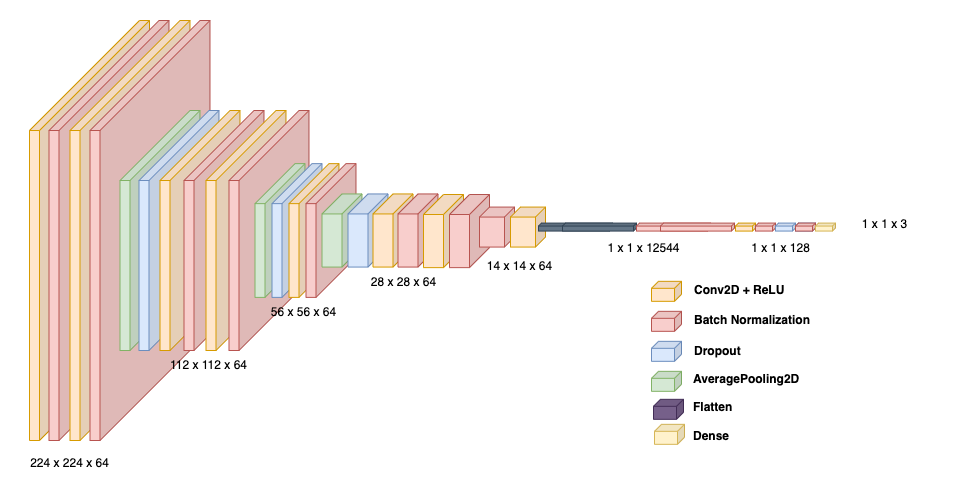 1 x 1 x 3
1 x 1 x 12544
1 x 1 x 128
14 x 14 x 64
28 x 28 x 64
56 x 56 x 64
112 x 112 x 64
224 x 224 x 64
Conv2D + ReLU
Batch Normalization
Dropout
AveragePooling2D
Flatten
Dense